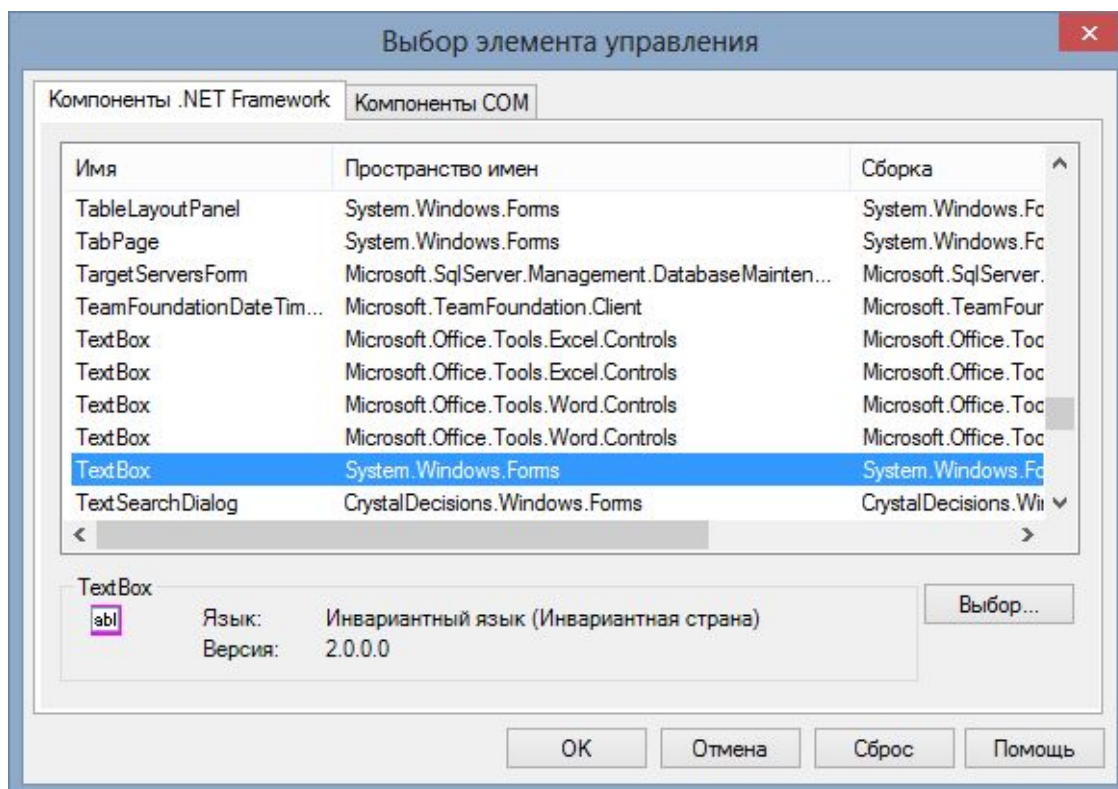 Выбор элемента управления
Компоненты .NET Framework Компоненты COM
Имя Пространство имен Сборка
TableLayoutPanel System.Windows.Forms System.Windows.Fo
TabPage System.Windows.Forms System.Windows.Fo
TargetServersForm Microsoft.SqlServer.Management.DatabaseMainten... Microsoft.SqlServer.
TeamFoundationDateTim... Microsoft.TeamFoundation.Client Microsoft.TeamFour
TextBox Microsoft.Office.Tools.Excel.Controls Microsoft.Office.Toc
TextBox Microsoft.Office.Tools.Excel.Controls Microsoft.Office.Toc
TextBox Microsoft.Office.Tools.Word.Controls Microsoft.Office.Toc
TextBox Microsoft.Office.Tools.Word.Controls Microsoft.Office.Toc
TextBox System.Windows.Forms System.Windows.Fo
TextSearchDialog CrystalDecisions.Windows.Forms CrystalDecisions.Wi
TextBox
abl Язык: Инвариантный язык (Инвариантная страна)
Выбор...
Версия: 2.0.0.0
OK Отмена Сброс Помощь